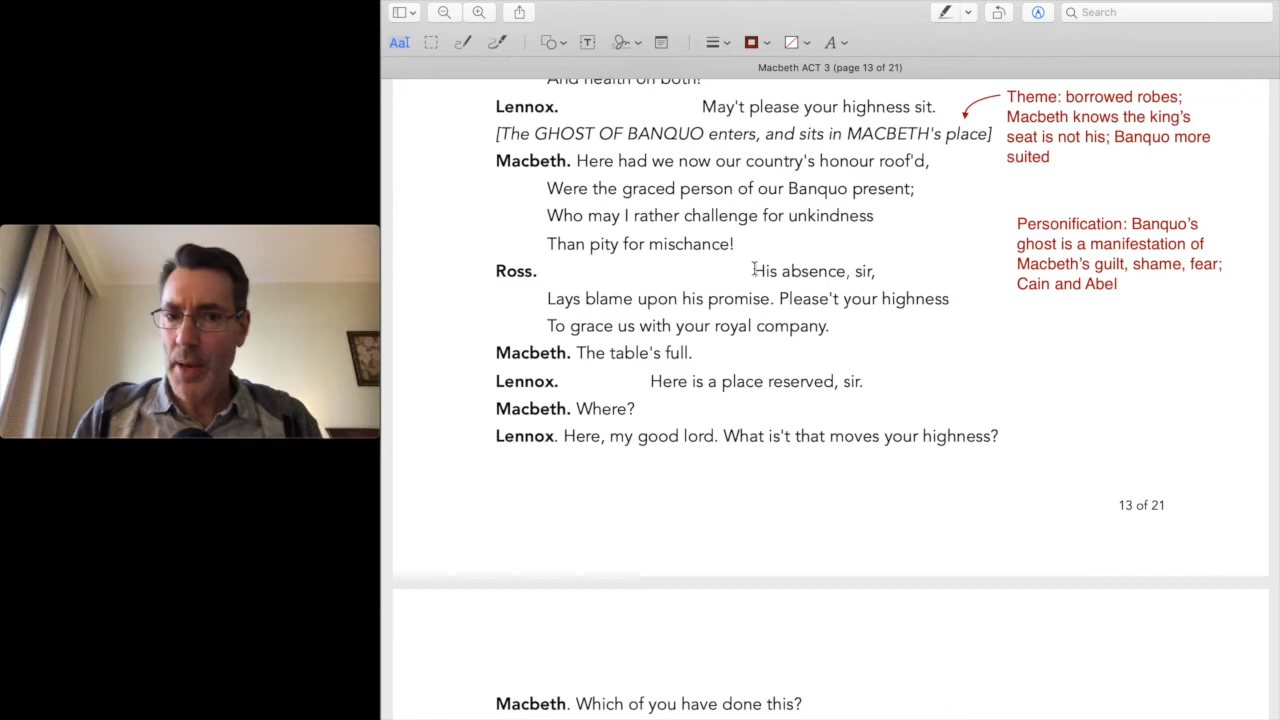 Search
AaI
T
A
Macbeth ACT 3 (page 13 of 21)
And health on both!
Lennox. May't please your highness sit.
[The GHOST OF BANQUO enters, and sits in MACBETH's place]
Macbeth. Here had we now our country's honour roof'd,
Were the graced person of our Banquo present;
Who may I rather challenge for unkindness
Than pity for mischance!
Ross. His absence, sir,
Lays blame upon his promise. Please't your highness
To grace us with your royal company.
Macbeth. The table's full.
Lennox. Here is a place reserved, sir.
Macbeth. Where?
Lennox. Here, my good lord. What is't that moves your highness?
Theme: borrowed robes;
Macbeth knows the king's
seat is not his; Banquo more
suited
Personification: Banquo's
ghost is a manifestation of
Macbeth's guilt, shame, fear;
Cain and Abel
13 of 21
Macbeth. Which of you have done this?